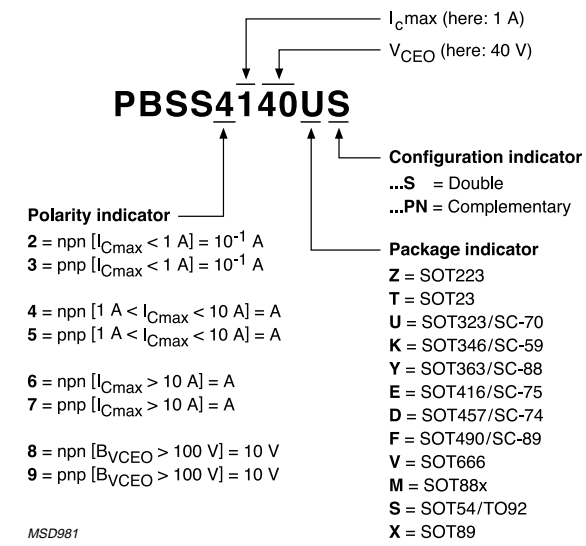 I_cmax (here: 1 A)
V_CEO (here: 40 V)
PBSS4140US
Configuration indicator
...S = Double
...PN = Complementary
Polarity indicator
2 = npn [I_Cmax < 1 A] = 10^-1 A
3 = pnp [I_Cmax < 1 A] = 10^-1 A
4 = npn [1 A < I_Cmax < 10 A] = A
5 = pnp [1 A < I_Cmax < 10 A] = A
6 = npn [I_Cmax > 10 A] = A
7 = pnp [I_Cmax > 10 A] = A
8 = npn [B_VCEO > 100 V] = 10 V
9 = pnp [B_VCEO > 100 V] = 10 V
Package indicator
Z = SOT223
T = SOT23
U = SOT323/SC-70
K = SOT346/SC-59
Y = SOT363/SC-88
E = SOT416/SC-75
D = SOT457/SC-74
F = SOT490/SC-89
V = SOT666
M = SOT88x
S = SOT54/TO92
X = SOT89
MSD981